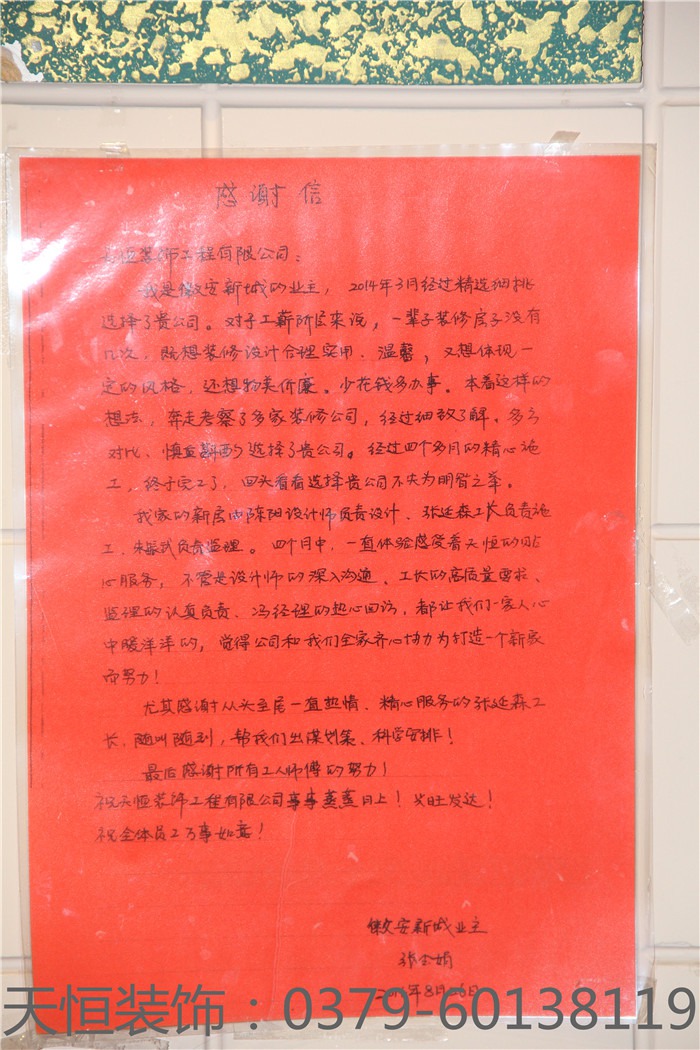 感谢信
恒装饰工程有限公司：
我是徽安新城的业主，2014年3月经过精选细挑
选择了贵公司。对于工薪阶层来说，一辈子装修房子没有
几次，既想装修设计合理实用、温馨，又想体现一
定的风格，还想物美价廉。少花钱多办事。本着这样的
想法，奔走考察了多家装修公司，经过细致了解，多方
对比，慎重斟酌选择了贵公司。经过四个多月的精心施
工，终于完工了，回头看看选择贵公司不失为明智之举。
我家的新房由陈阳设计师负责设计、张延森工长负责施
工、朱振武负责监理。四个月中，一直体验感受着天恒的贴
心服务，不管是设计师的深入沟通、工长的高质量要求、
监理的认真负责、冯经理的热心回访，都让我们一家人心
中暖洋洋的，觉得公司和我们全家齐心协力为打造一个新家
而努力！
尤其感谢从头至尾一直热情、精心服务的张延森工
长，随叫随到，帮我们出谋划策、科学安排！
最后感谢所有工人师傅的努力！
祝天恒装饰工程有限公司事事蒸蒸日上！兴旺发达！
祝全体员工万事如意！
徽安新城业主
张娟
年8月26日
天恒装饰：0379-60138119